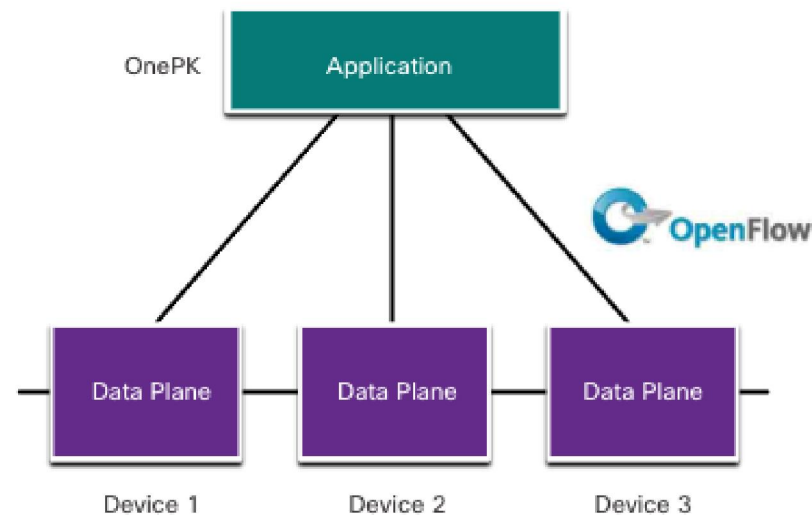 OnePK
Application
OpenFlow
Data Plane
Data Plane
Data Plane
Device 1
Device 2
Device 3